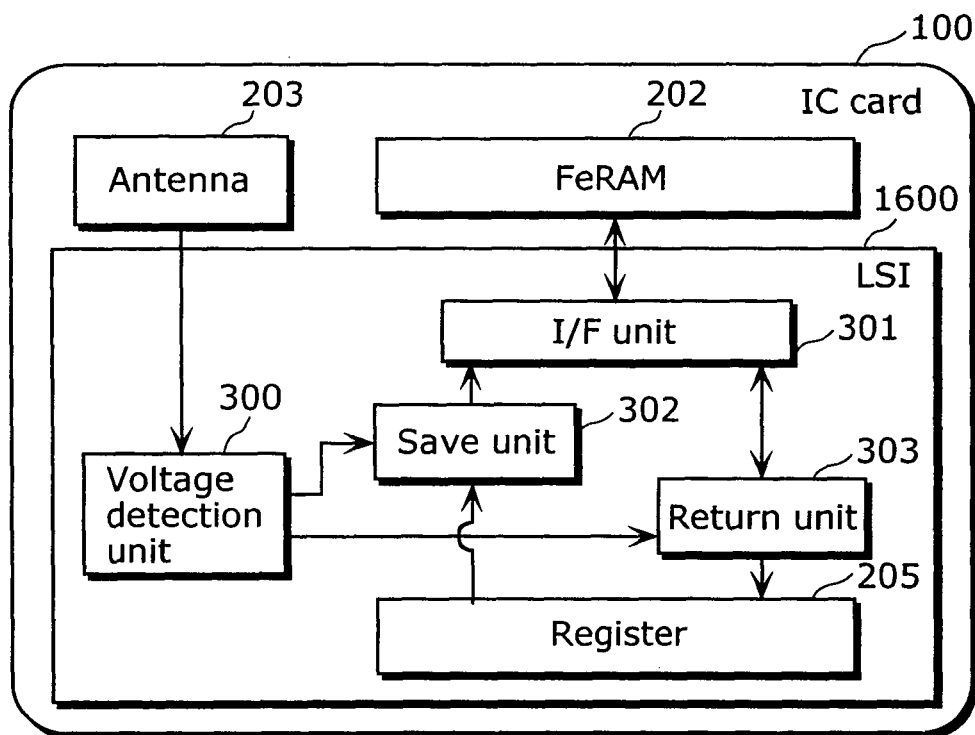 100
IC card
203
Antenna
202
FeRAM
1600
LSI
I/F unit
301
300
Voltage
detection
unit
Save unit
302
303
Return unit
205
Register